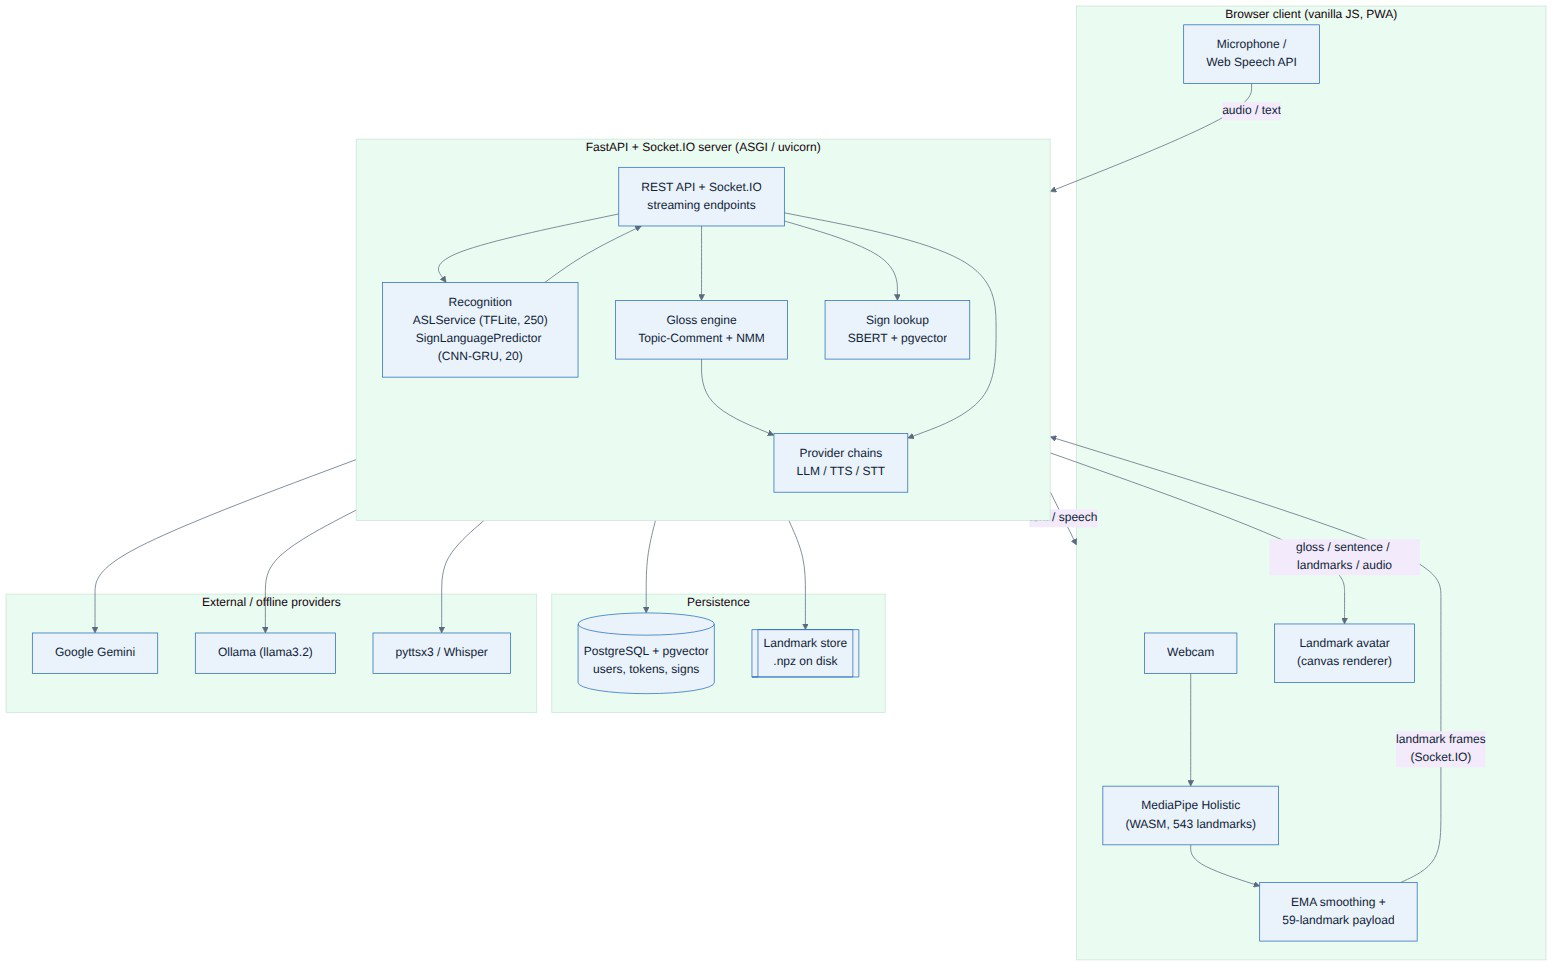 Browser client (vanilla JS, PWA)
Microphone /
Web Speech API
audio / text
FastAPI + Socket.IO server (ASGI / uvicorn)
REST API + Socket.IO
streaming endpoints
Recognition
ASLService (TFLite, 250)
SignLanguagePredictor
(CNN-GRU, 20)
Gloss engine
Topic-Comment + NMM
Sign lookup
SBERT + pgvector
Provider chains
LLM / TTS / STT
/ speech
gloss / sentence /
landmarks / audio
External / offline providers
Google Gemini
Ollama (llama3.2)
pyttsx3 / Whisper
Persistence
PostgreSQL + pgvector
users, tokens, signs
Landmark store
.npz on disk
Webcam
Landmark avatar
(canvas renderer)
landmark frames
(Socket.IO)
MediaPipe Holistic
(WASM, 543 landmarks)
EMA smoothing +
59-landmark payload